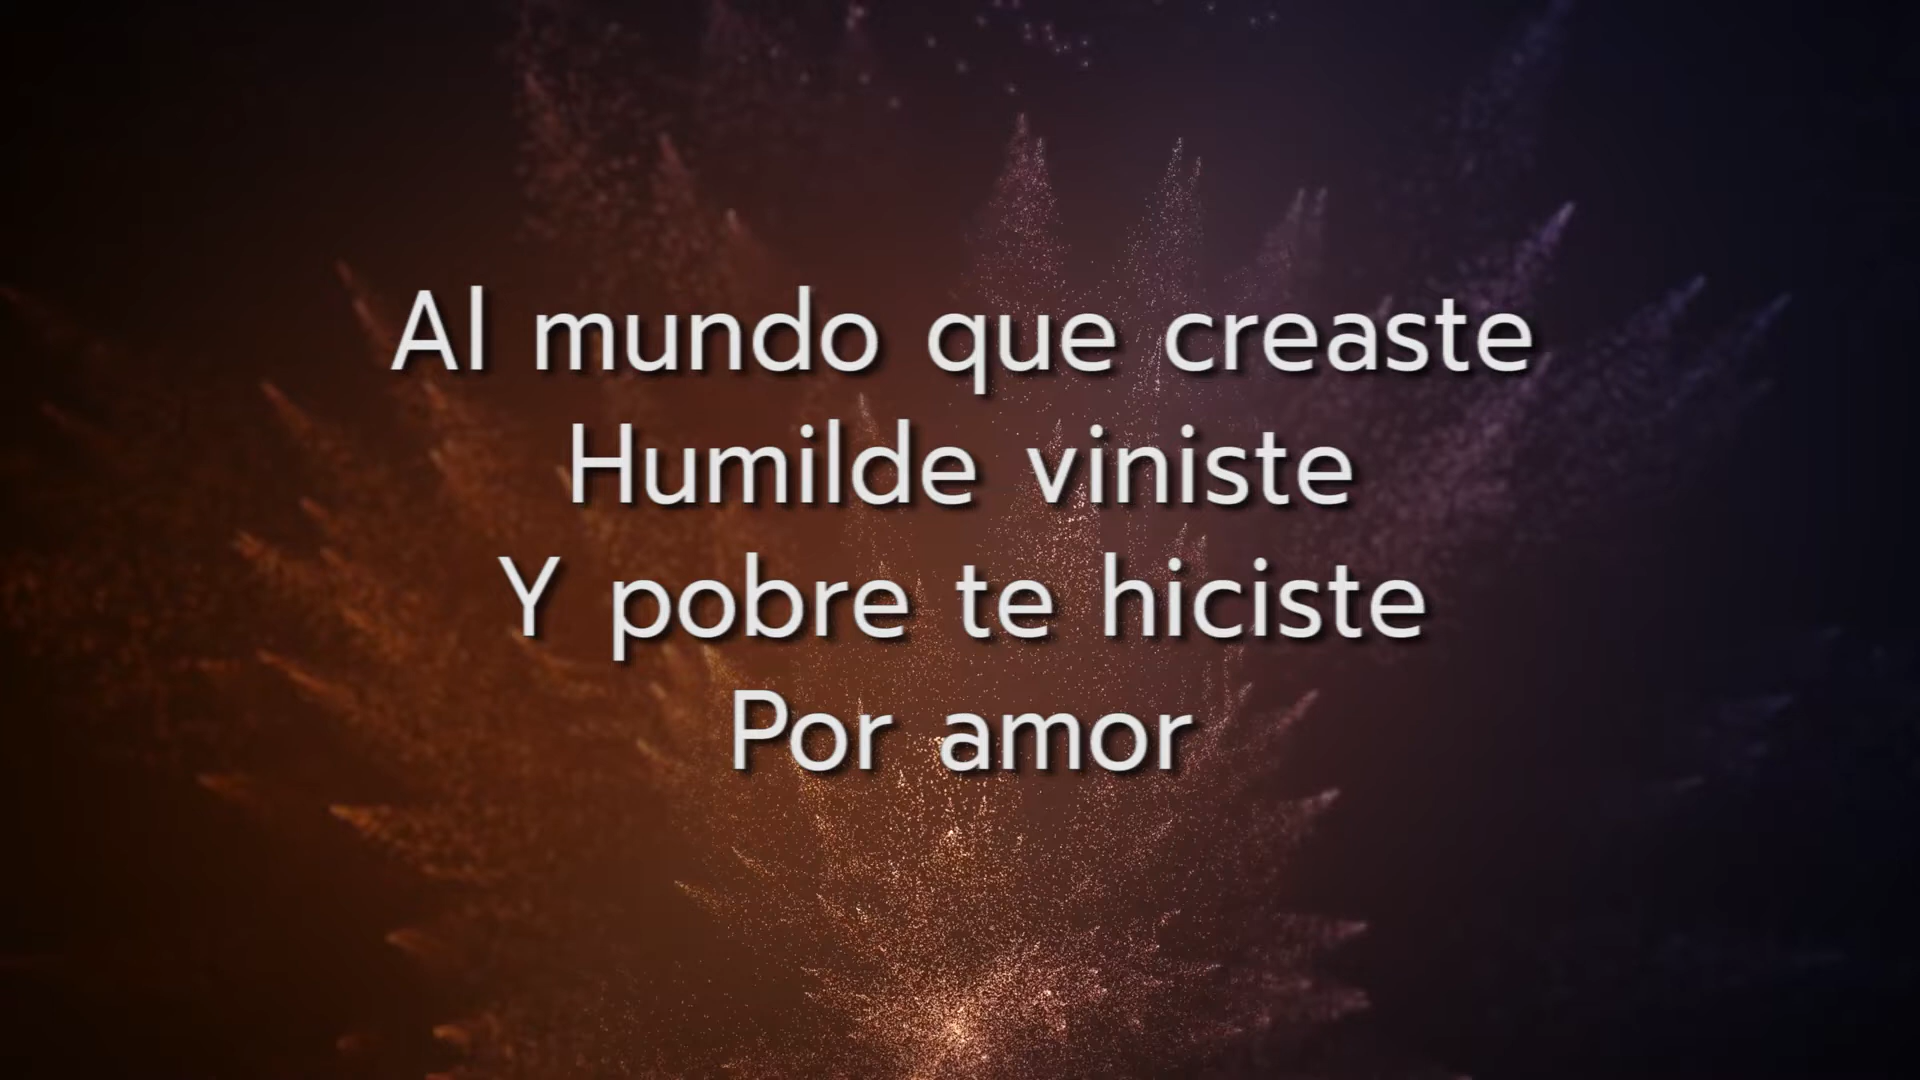 Al mundo que creaste
Humilde viniste
Y pobre te hiciste
Por amor